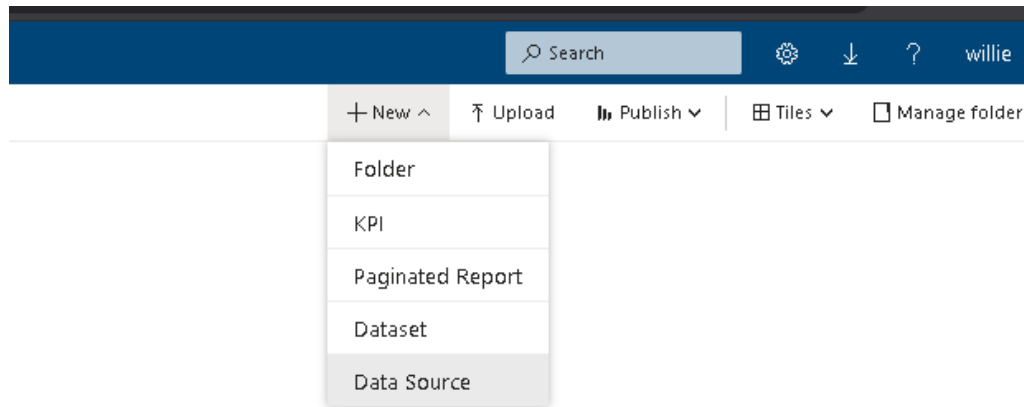 Search
?
willie
+ New
Upload
Publish
Tiles
Manage folder
Folder
KPI
Paginated Report
Dataset
Data Source